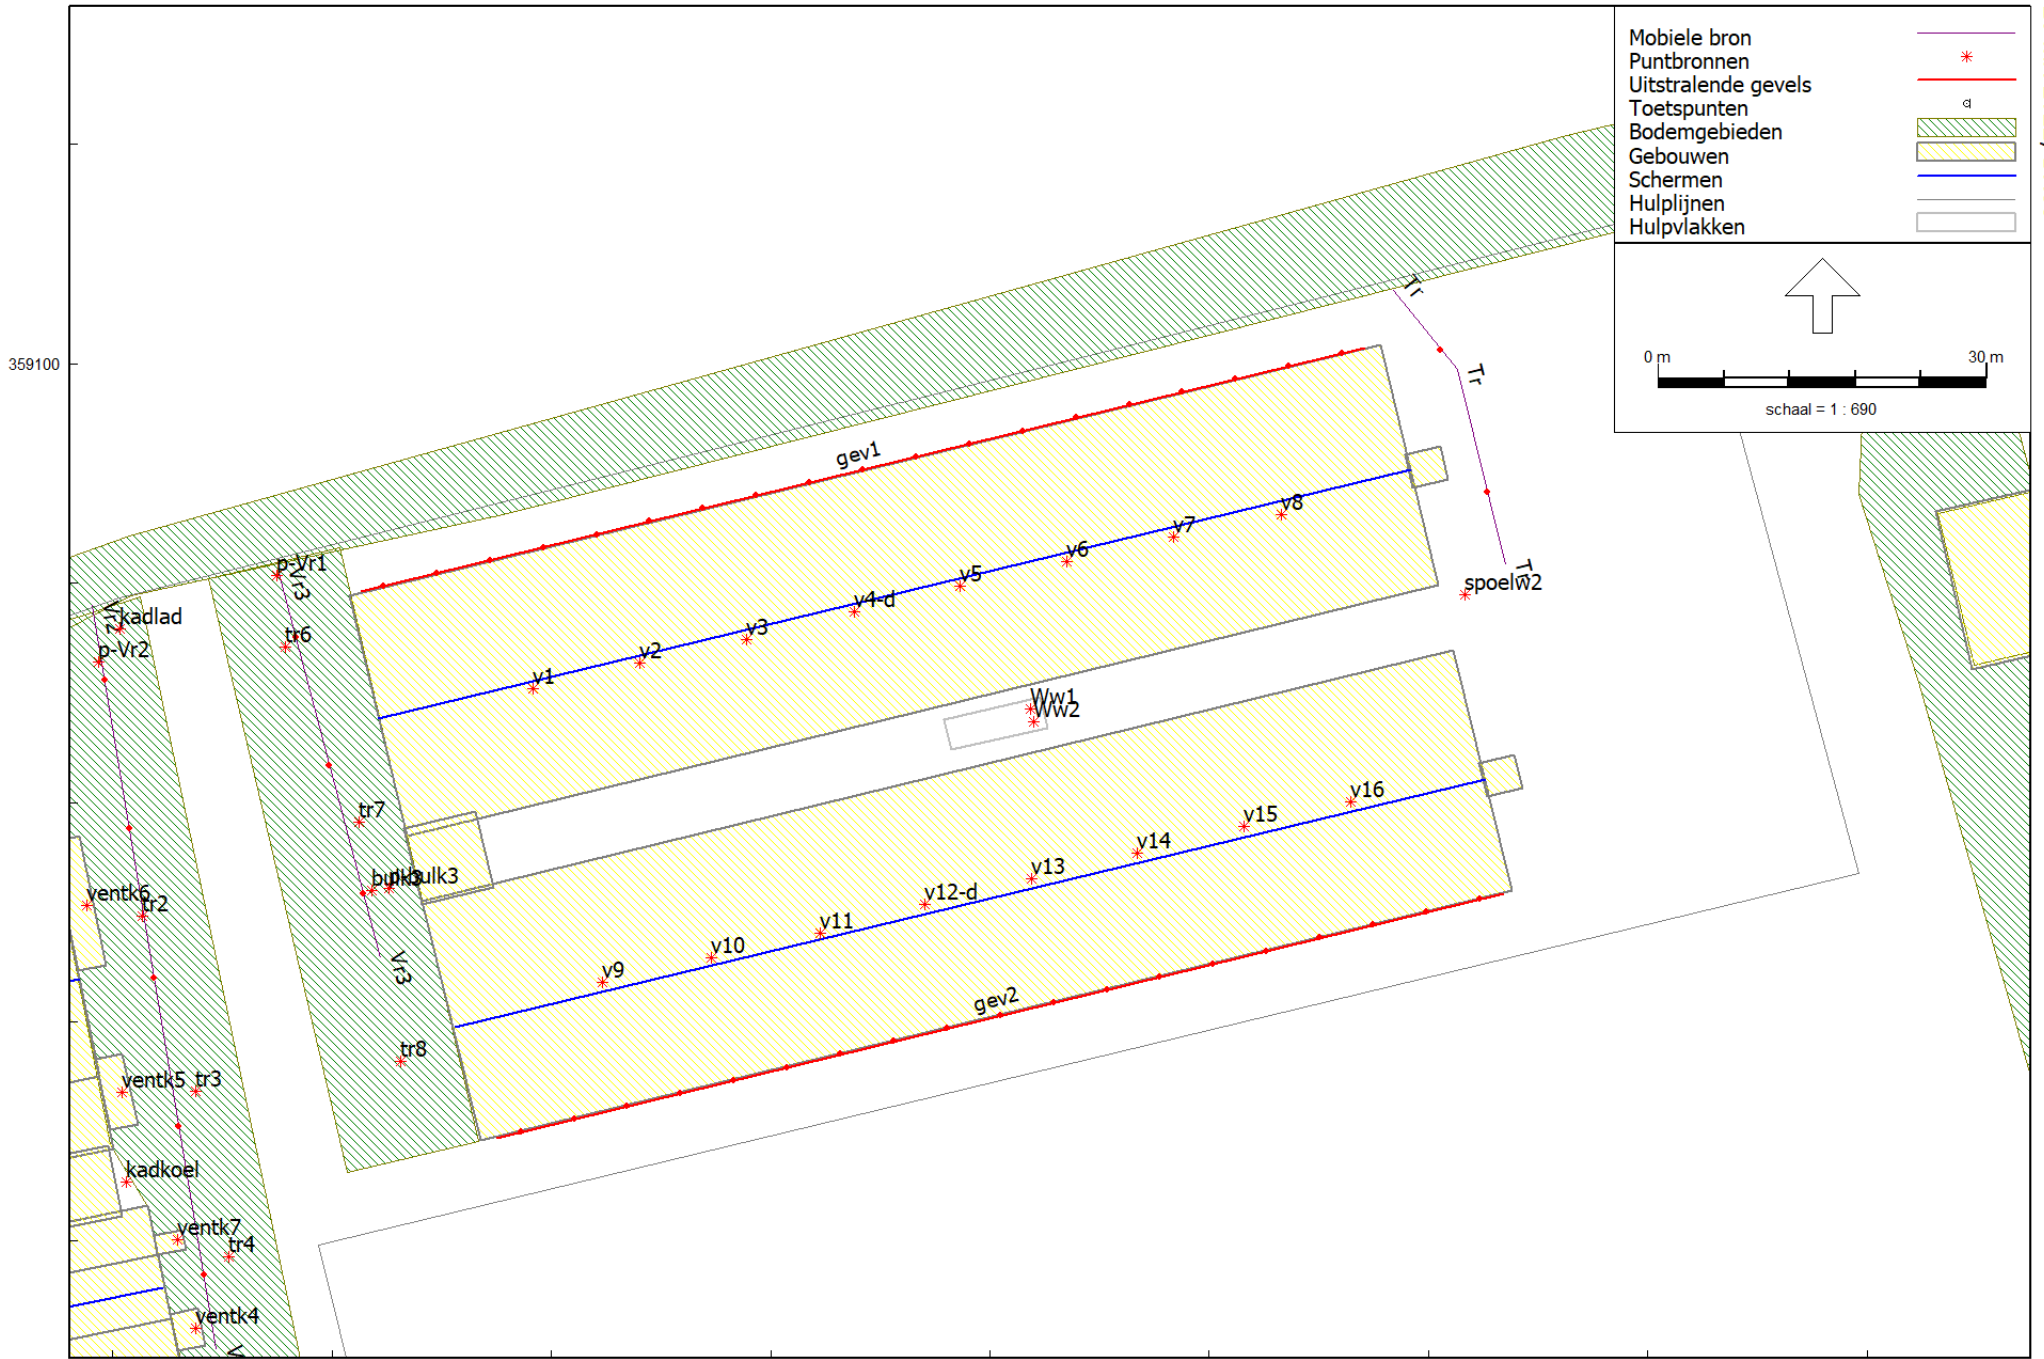 Mobiele bron
Puntbronnen
Uitstralende gevels
Toetspunten
Bodemgebieden
Gebouwen
Schermen
Hulplijnen
Hulpvlakken
0 m 30 m
schaal = 1 : 690
359100
Tr
Tr
Tr
gev1
v8
v7
v6
v5
v4-d
v3
v2
v1
spoelw2
p-Vr1
Vr3
Vr2
kadlad
tr6
p-Vr2
Ww1
Ww2
tr7
bulk3
p-bulk3
v16
v15
v14
v13
v12-d
v11
v10
v9
ventk6
tr2
Vr3
gev2
tr8
ventk5
tr3
kadkoel
ventk7
tr4
ventk4
V